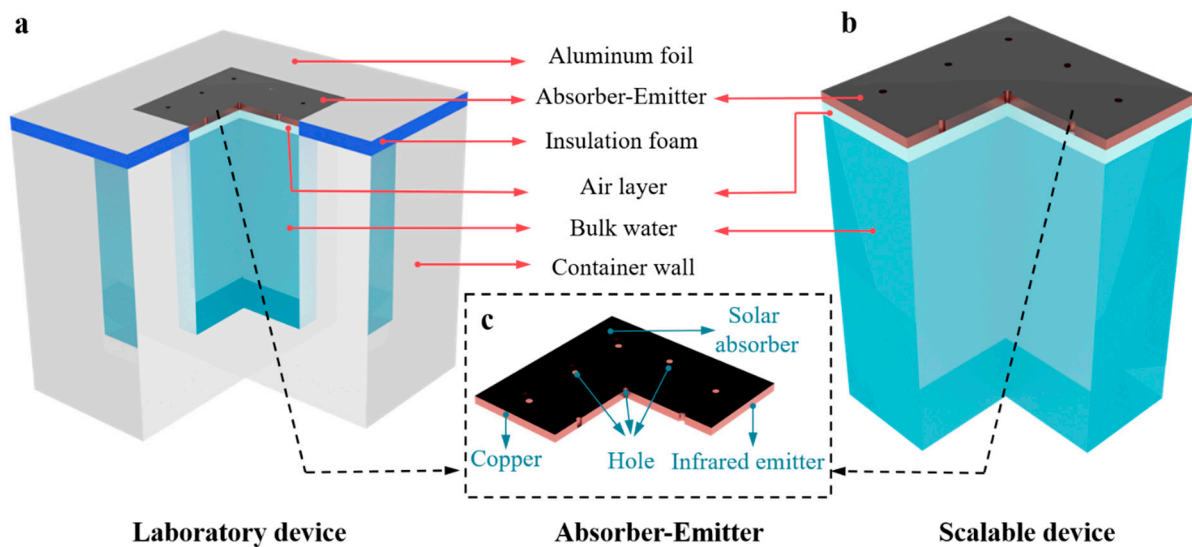 a
b
Aluminum foil
Absorber-Emitter
Insulation foam
Air layer
Bulk water
Container wall
c
Solar
absorber
Copper
Hole
Infrared emitter
Laboratory device
Absorber-Emitter
Scalable device